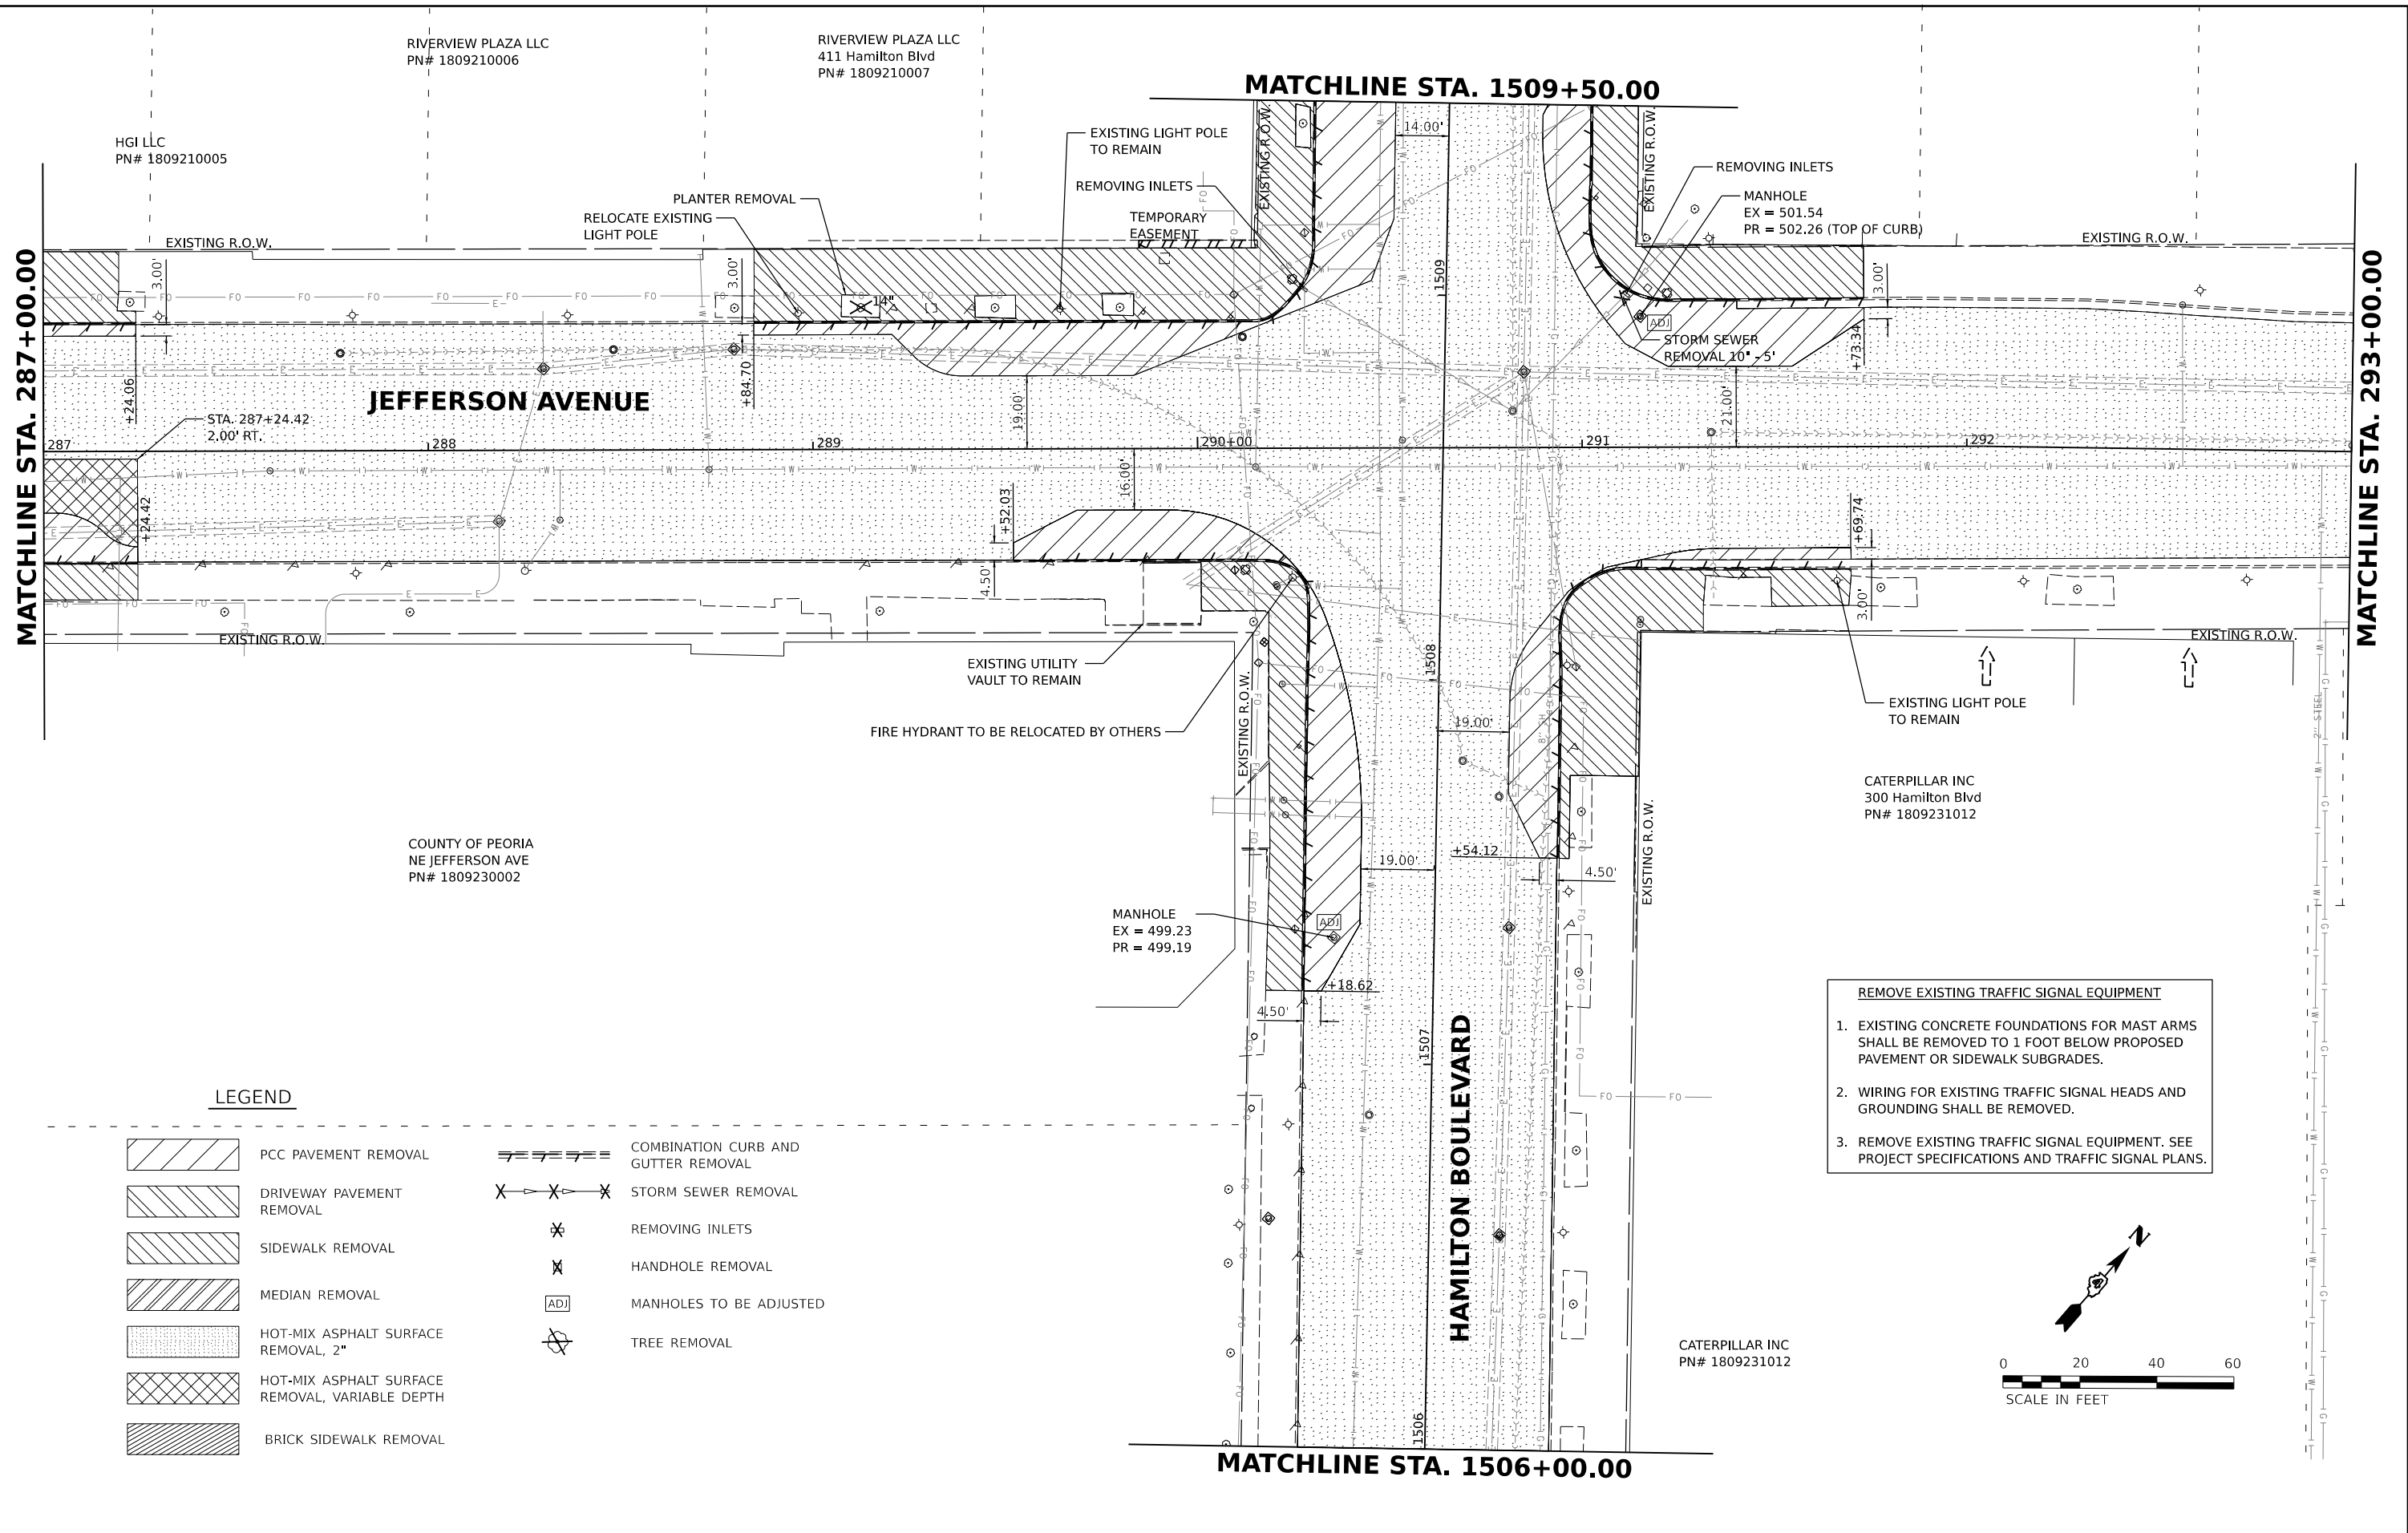 RIVERVIEW PLAZA LLC
PN# 1809210006
RIVERVIEW PLAZA LLC
411 Hamilton Blvd
PN# 1809210007
HGI LLC
PN# 1809210005
MATCHLINE STA. 1509+50.00
EXISTING LIGHT POLE
TO REMAIN
REMOVING INLETS
TEMPORARY
EASEMENT
PLANTER REMOVAL
RELOCATE EXISTING
LIGHT POLE
EXISTING R.O.W.
EXISTING R.O.W.
EXISTING R.O.W.
14.00'
REMOVING INLETS
MANHOLE
EX = 501.54
PR = 502.26 (TOP OF CURB)
EXISTING R.O.W.
MATCHLINE STA. 287+00.00
MATCHLINE STA. 293+00.00
3.00'
3.00'
14"
1509
3.00'
ADJ
STORM SEWER
REMOVAL 10" - 5'
+73.34
+24.06
+84.70
JEFFERSON AVENUE
STA. 287+24.42
2.00' RT.
19.00'
21.00'
287
288
289
290+00
291
292
+24.42
+52.03
16.00'
+69.74
4.50'
3.00'
EXISTING R.O.W.
EXISTING R.O.W.
EXISTING UTILITY
VAULT TO REMAIN
EXISTING R.O.W.
1508
FIRE HYDRANT TO BE RELOCATED BY OTHERS
19.00'
EXISTING LIGHT POLE
TO REMAIN
2" STEEL
CATERPILLAR INC
300 Hamilton Blvd
PN# 1809231012
COUNTY OF PEORIA
NE JEFFERSON AVE
PN# 1809230002
EXISTING R.O.W.
19.00'
+54.12
4.50'
MANHOLE
EX = 499.23
PR = 499.19
ADJ
+18.62
4.50'
1507
HAMILTON BOULEVARD
REMOVE EXISTING TRAFFIC SIGNAL EQUIPMENT
1. EXISTING CONCRETE FOUNDATIONS FOR MAST ARMS
SHALL BE REMOVED TO 1 FOOT BELOW PROPOSED
PAVEMENT OR SIDEWALK SUBGRADES.
2. WIRING FOR EXISTING TRAFFIC SIGNAL HEADS AND
GROUNDING SHALL BE REMOVED.
3. REMOVE EXISTING TRAFFIC SIGNAL EQUIPMENT. SEE
PROJECT SPECIFICATIONS AND TRAFFIC SIGNAL PLANS.
LEGEND
PCC PAVEMENT REMOVAL
DRIVEWAY PAVEMENT
REMOVAL
SIDEWALK REMOVAL
MEDIAN REMOVAL
HOT-MIX ASPHALT SURFACE
REMOVAL, 2"
HOT-MIX ASPHALT SURFACE
REMOVAL, VARIABLE DEPTH
BRICK SIDEWALK REMOVAL
COMBINATION CURB AND
GUTTER REMOVAL
STORM SEWER REMOVAL
REMOVING INLETS
HANDHOLE REMOVAL
ADJ
MANHOLES TO BE ADJUSTED
TREE REMOVAL
1506
CATERPILLAR INC
PN# 1809231012
N
0 20 40 60
SCALE IN FEET
MATCHLINE STA. 1506+00.00